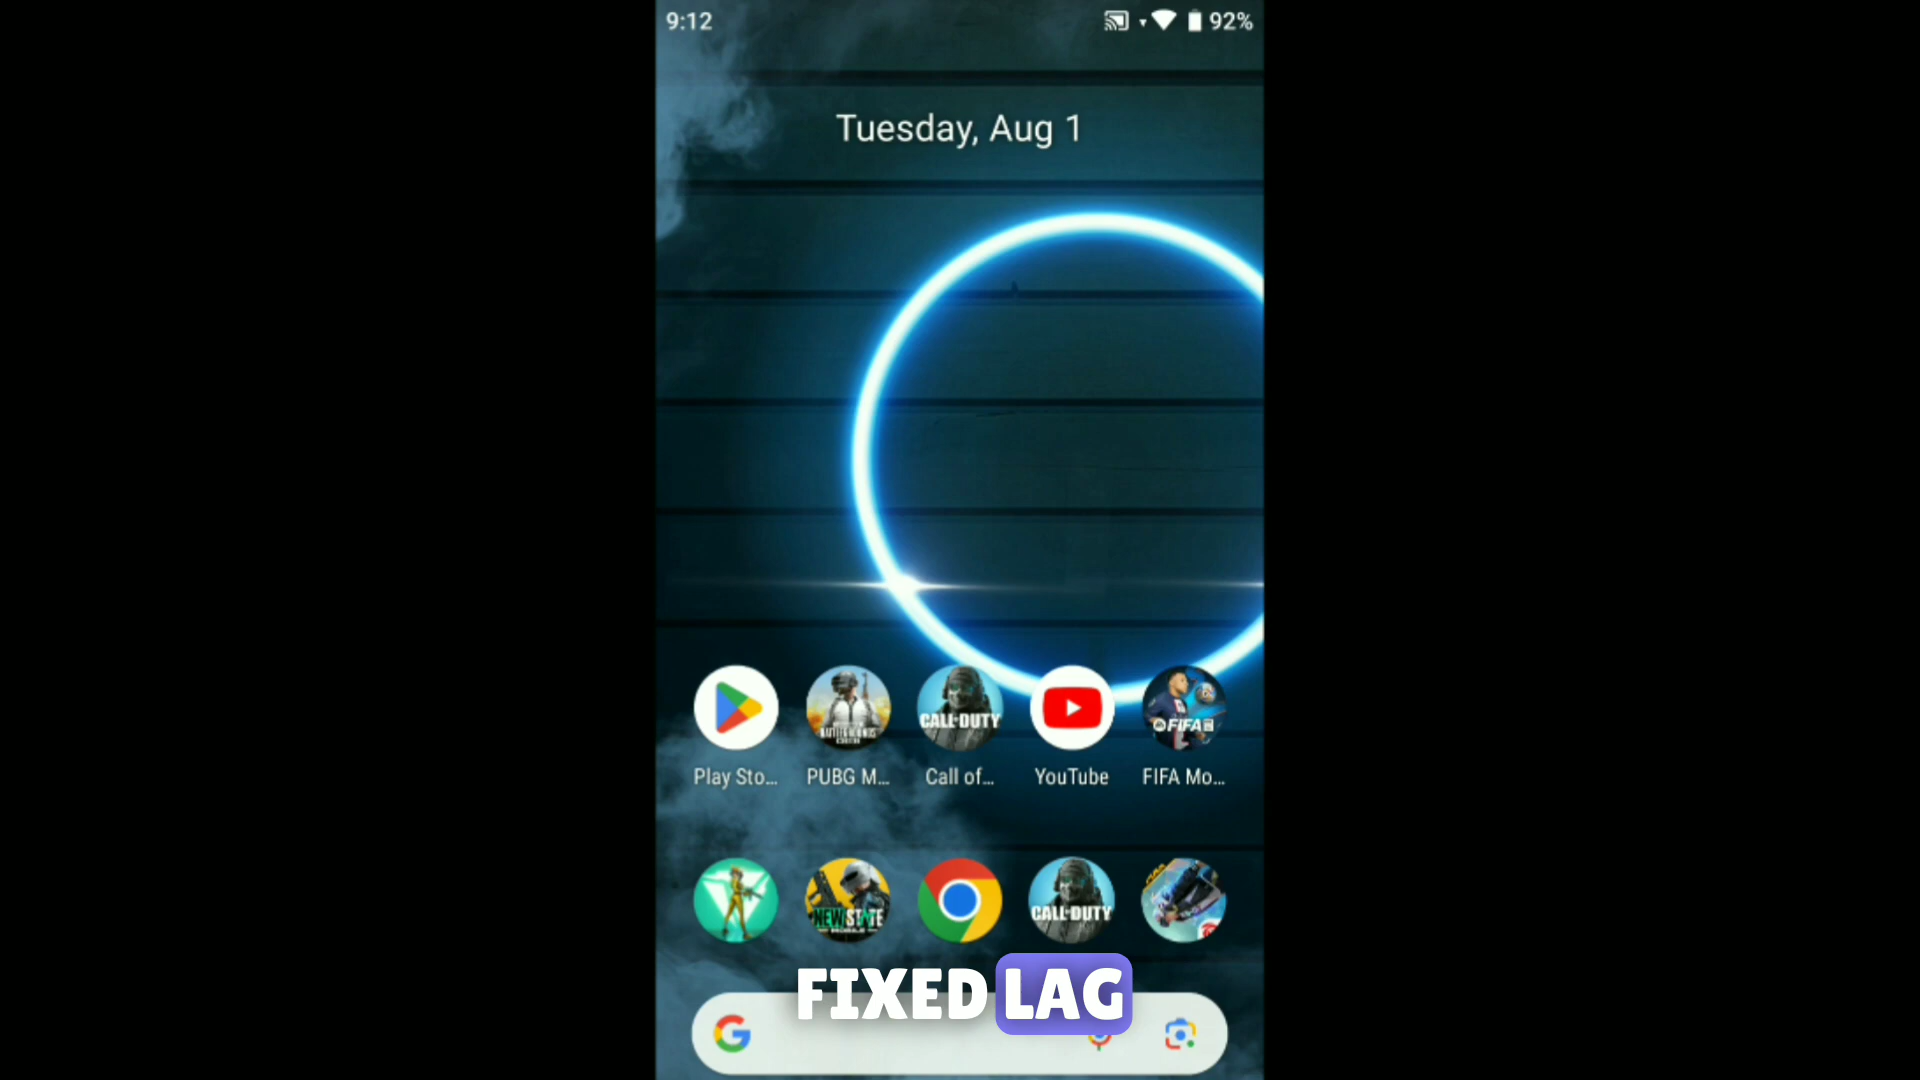 9:12 92%
Tuesday, Aug 1
CALL·DUTY
FIFA
Play Sto... PUBG M... Call of... YouTube FIFA Mo...
NEW STATE
MOBILE
CALL·DUTY
FIXED LAG